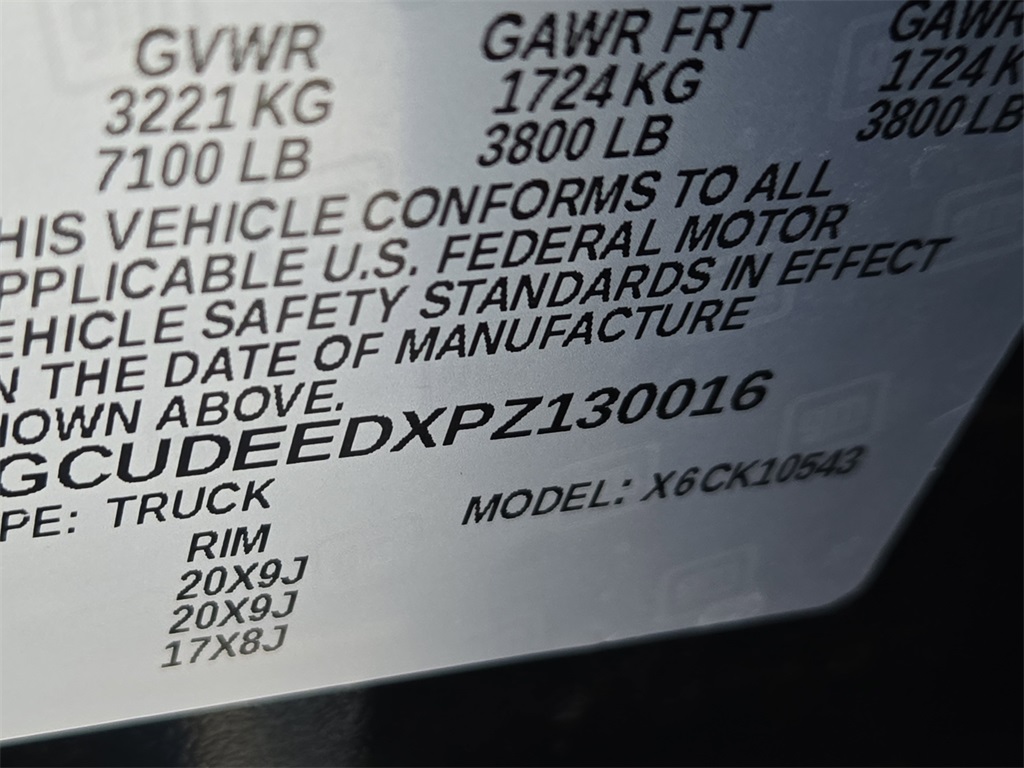 GVWR GAWR FRT GAWR
3221 KG 1724 KG 1724 K
7100 LB 3800 LB 3800 LB
HIS VEHICLE CONFORMS TO ALL
PPLICABLE U.S. FEDERAL MOTOR
EHICLE SAFETY STANDARDS IN EFFECT
N THE DATE OF MANUFACTURE
HOWN ABOVE.
GCUDEEDXPZ130016
PE: TRUCK MODEL: X6CK10543
RIM
20X9J
20X9J
17X8J